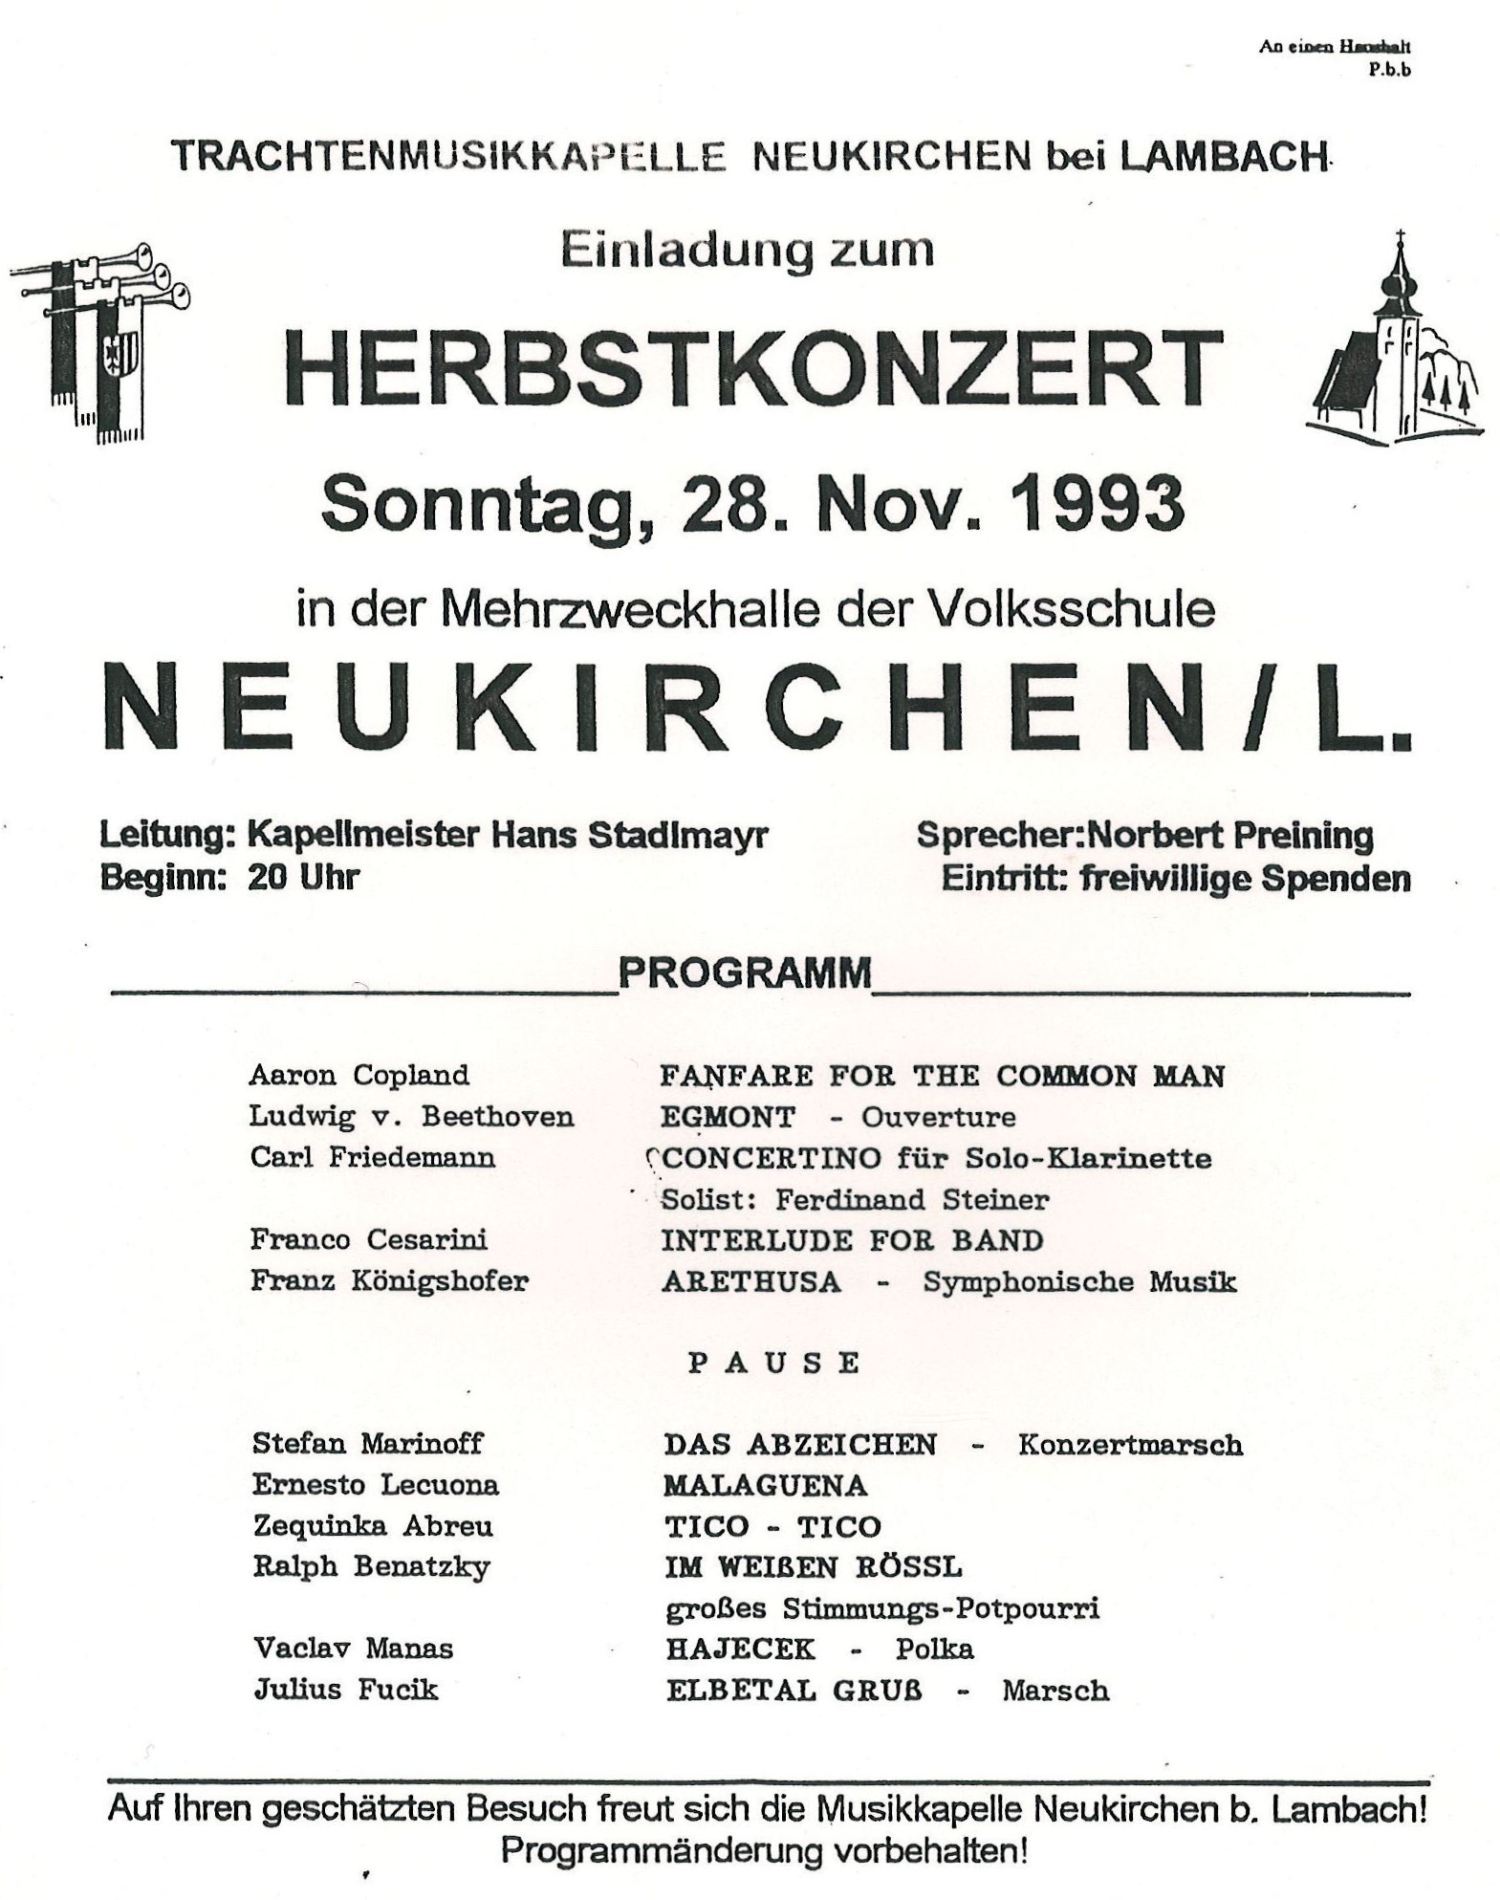 An einen Haushalt
P.b.b
TRACHTENMUSIKKAPELLE NEUKIRCHEN bei LAMBACH
Einladung zum
HERBSTKONZERT
Sonntag, 28. Nov. 1993
in der Mehrzweckhalle der Volksschule
NEUKIRCHEN/L.
Leitung: Kapellmeister Hans Stadlmayr Sprecher:Norbert Preining
Beginn: 20 Uhr Eintritt: freiwillige Spenden
PROGRAMM
Aaron Copland FANFARE FOR THE COMMON MAN
Ludwig v. Beethoven EGMONT - Ouverture
Carl Friedemann CONCERTINO für Solo-Klarinette
Solist: Ferdinand Steiner
Franco Cesarini INTERLUDE FOR BAND
Franz Königshofer ARETHUSA - Symphonische Musik
P A U S E
Stefan Marinoff DAS ABZEICHEN - Konzertmarsch
Ernesto Lecuona MALAGUENA
Zequinka Abreu TICO - TICO
Ralph Benatzky IM WEIßEN RÖSSL
großes Stimmungs-Potpourri
Vaclav Manas HAJECEK - Polka
Julius Fucik ELBETAL GRUß - Marsch
Auf Ihren geschätzten Besuch freut sich die Musikkapelle Neukirchen b. Lambach!
Programmänderung vorbehalten!